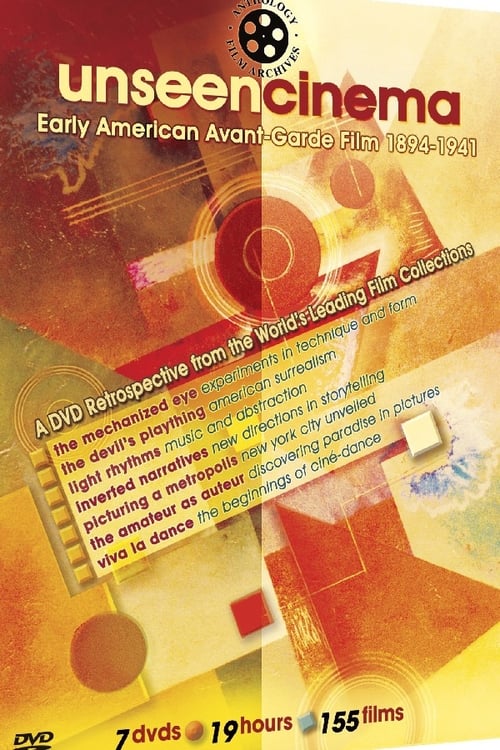 ANTHOLOGY FILM ARCHIVES
unseencinema
Early American Avant-Garde Film 1894-1941
A DVD Retrospective from the World's Leading Film Collections
the mechanized eye experiments in technique and form
the devil's plaything american surrealism
light rhythms music and abstraction
inverted narratives new directions in storytelling
picturing a metropolis new york city unveiled
the amateur as auteur discovering paradise in pictures
viva la dance the beginnings of ciné-dance
DVD 7 dvds 19 hours 155 films